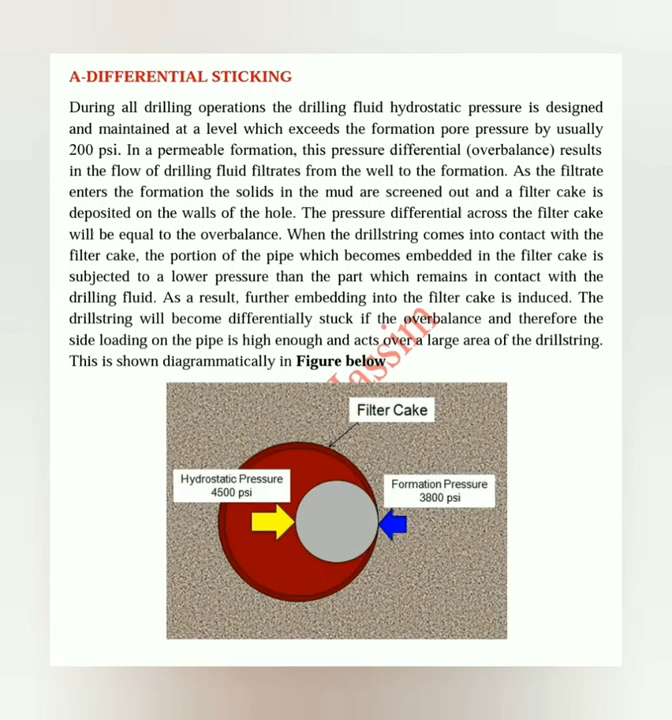 A-DIFFERENTIAL STICKING
During all drilling operations the drilling fluid hydrostatic pressure is designed
and maintained at a level which exceeds the formation pore pressure by usually
200 psi. In a permeable formation, this pressure differential (overbalance) results
in the flow of drilling fluid filtrates from the well to the formation. As the filtrate
enters the formation the solids in the mud are screened out and a filter cake is
deposited on the walls of the hole. The pressure differential across the filter cake
will be equal to the overbalance. When the drillstring comes into contact with the
filter cake, the portion of the pipe which becomes embedded in the filter cake is
subjected to a lower pressure than the part which remains in contact with the
drilling fluid. As a result, further embedding into the filter cake is induced. The
drillstring will become differentially stuck if the overbalance and therefore the
side loading on the pipe is high enough and acts over a large area of the drillstring.
This is shown diagrammatically in Figure below
Filter Cake
Hydrostatic Pressure
4500 psi
Formation Pressure
3800 psi